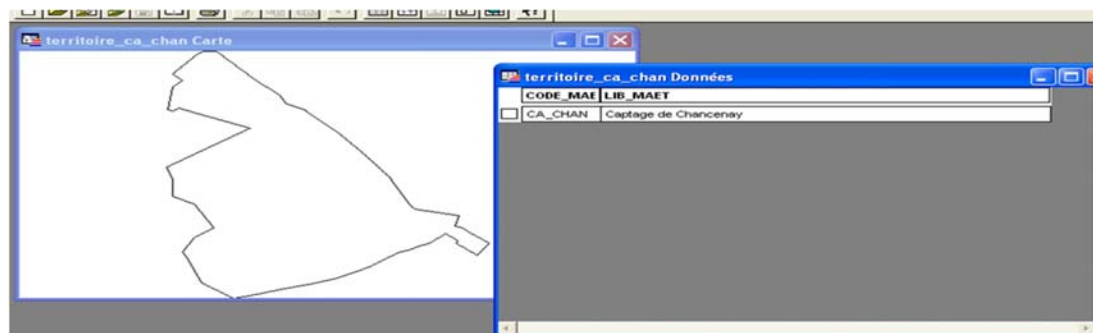 territoire_ca_chan Carte
territoire_ca_chan Données
CODE_MAE LIB_MAET
CA_CHAN Captage de Chancenay